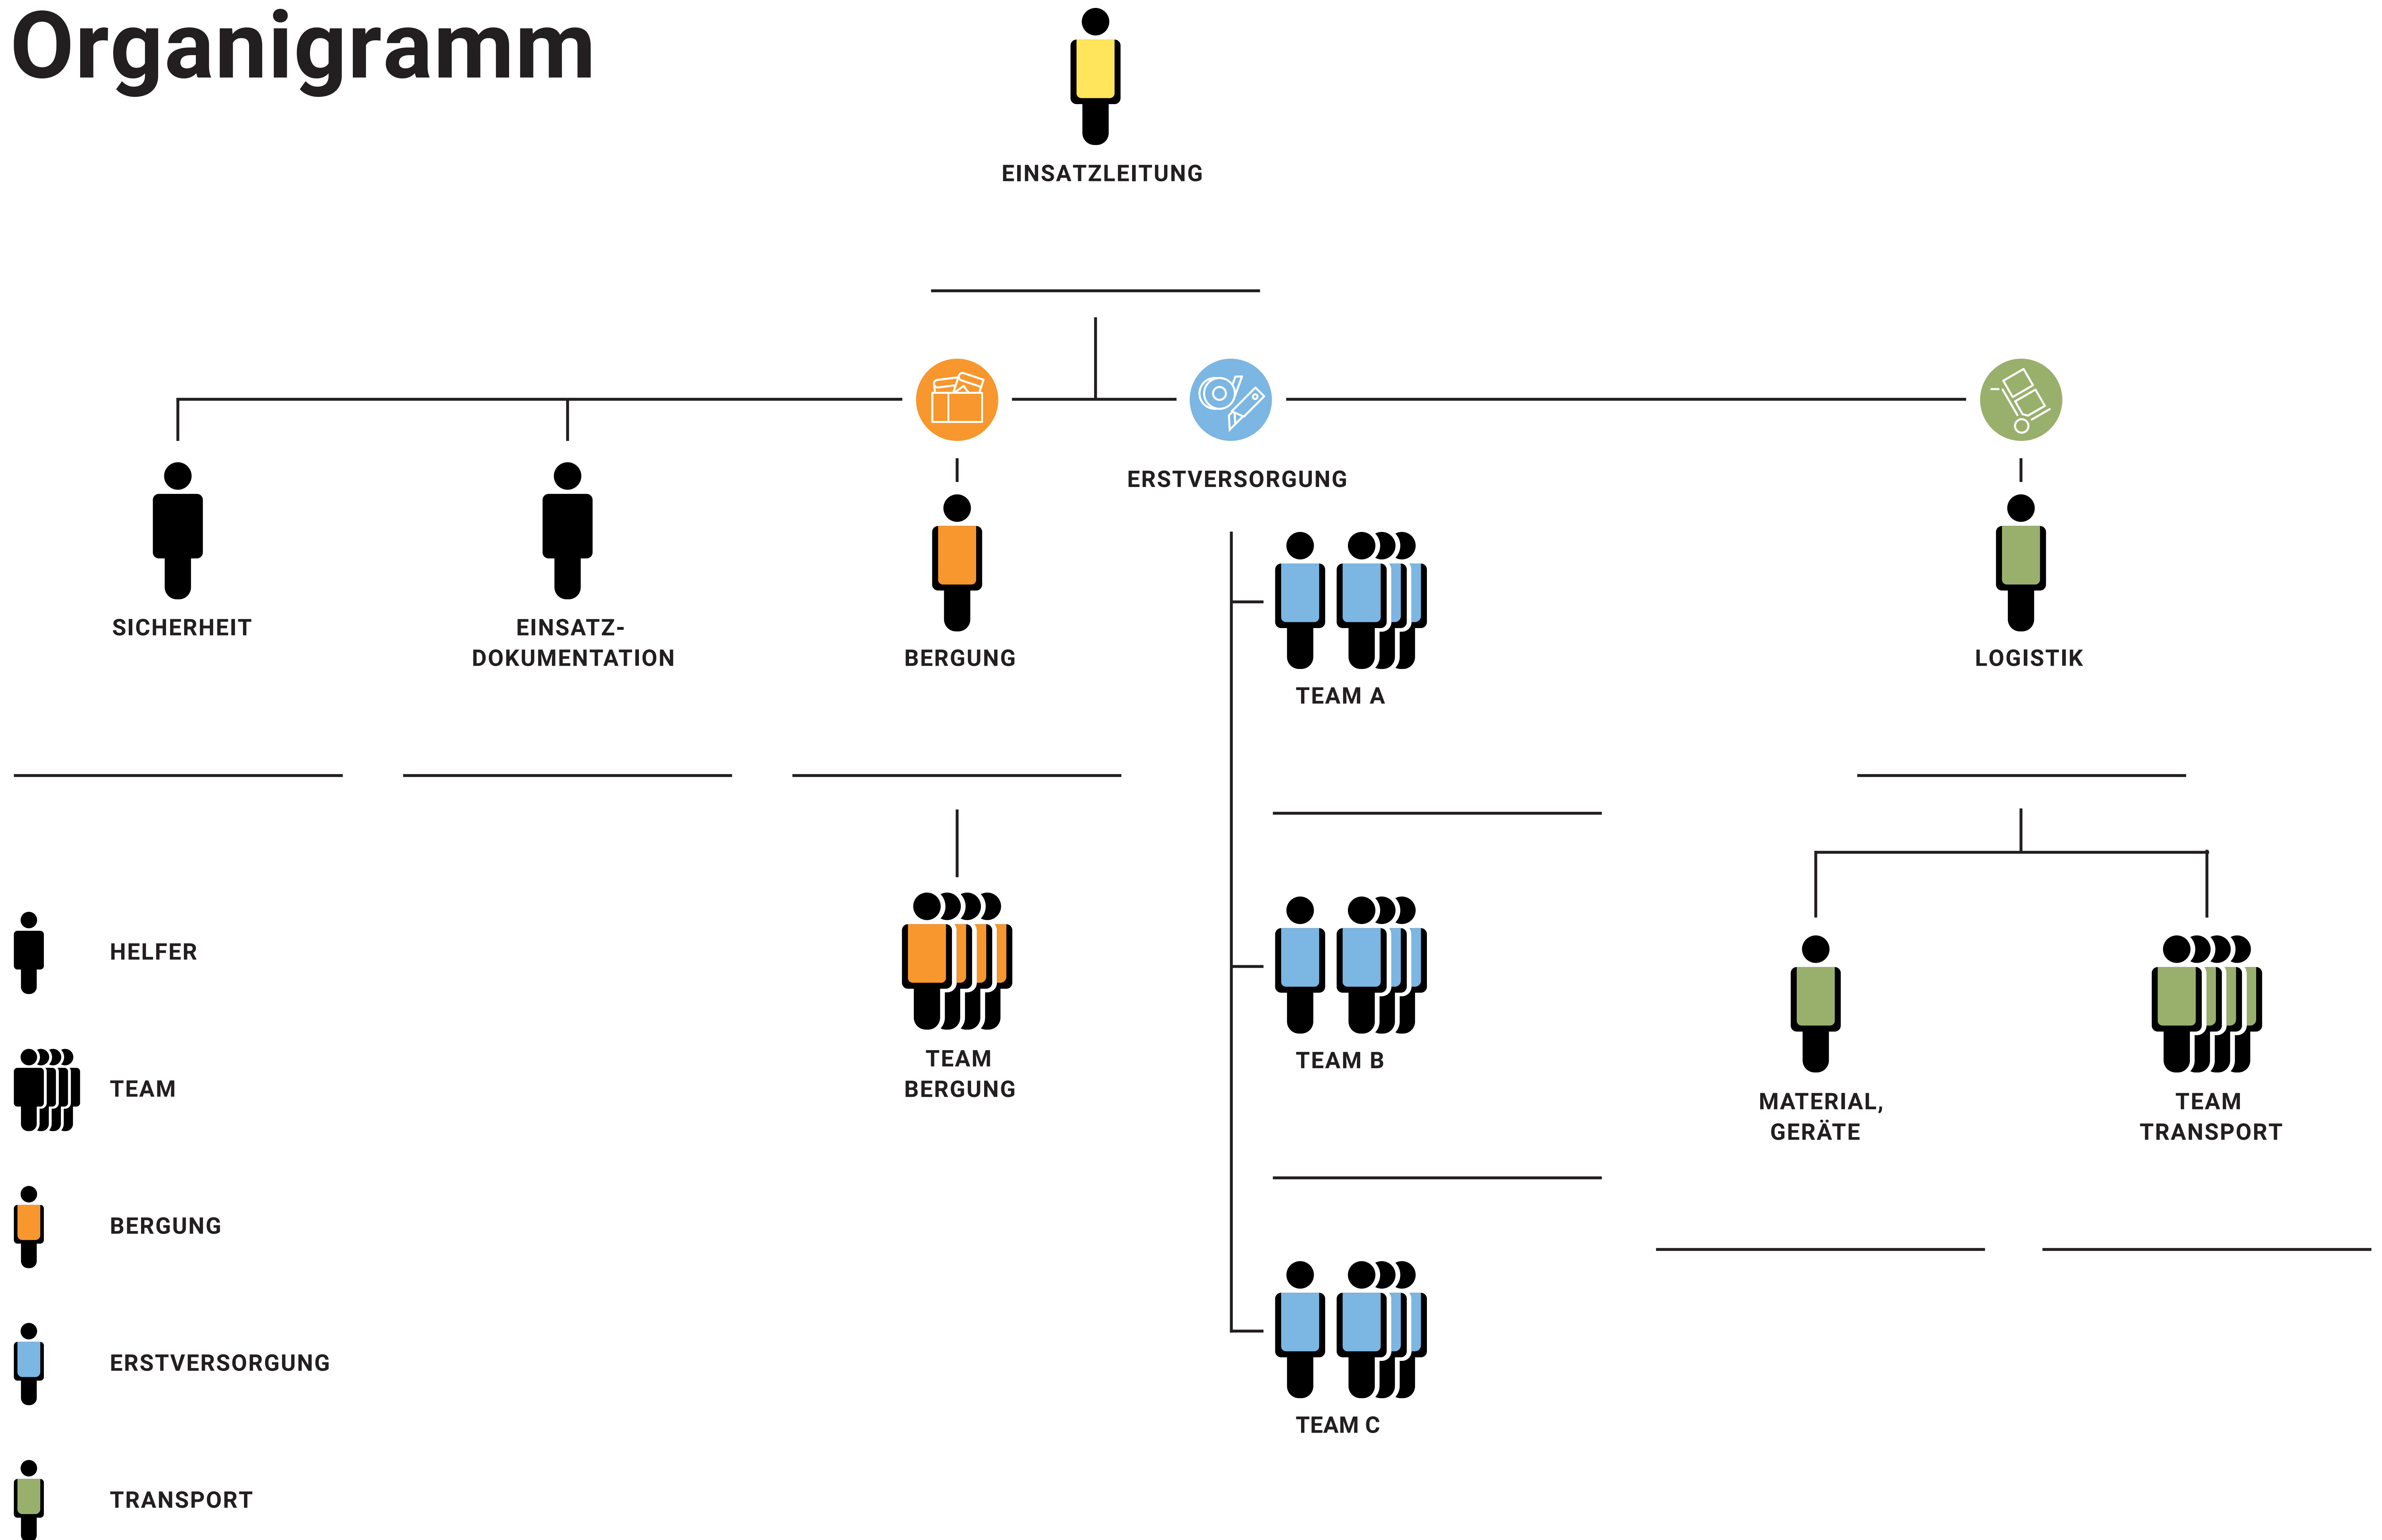 Organigramm
EINSATZLEITUNG
ERSTVERSORGUNG
SICHERHEIT
EINSATZ-
DOKUMENTATION
BERGUNG
LOGISTIK
TEAM A
HELFER
TEAM
BERGUNG
ERSTVERSORGUNG
TRANSPORT
TEAM
BERGUNG
TEAM B
TEAM C
MATERIAL,
GERÄTE
TEAM
TRANSPORT